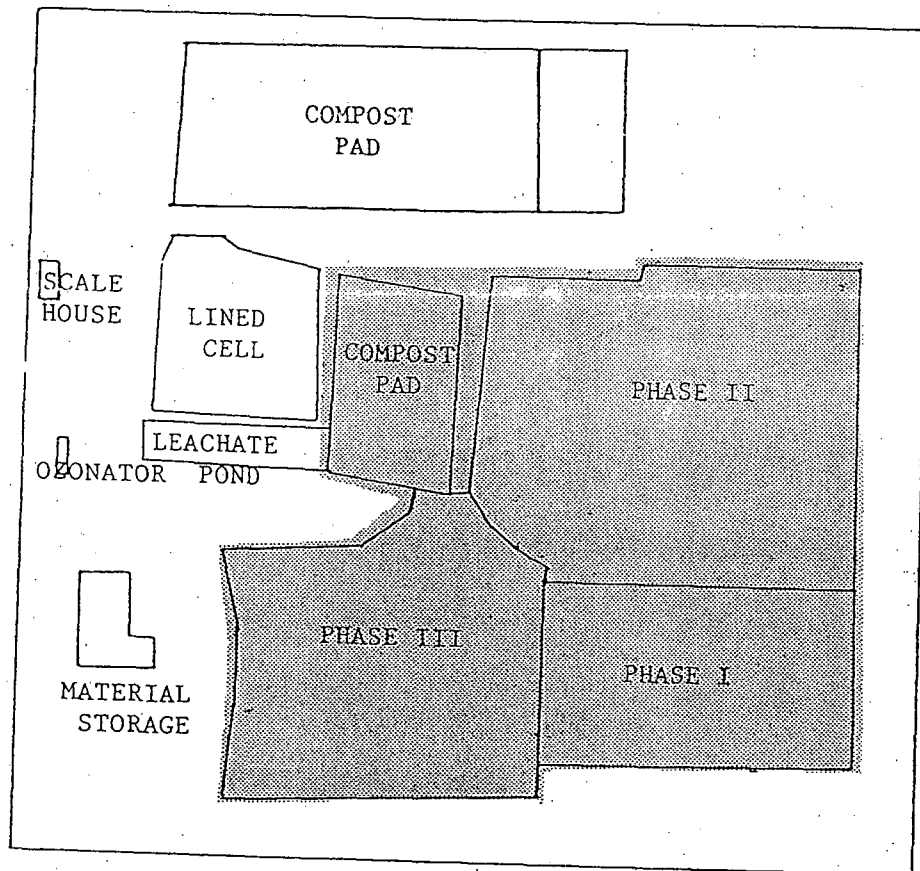 COMPOST
PAD
SCALE
HOUSE
LINED
CELL
COMPOST
PAD
PHASE II
LEACHATE
POND
OZONATOR
PHASE III
PHASE I
MATERIAL
STORAGE